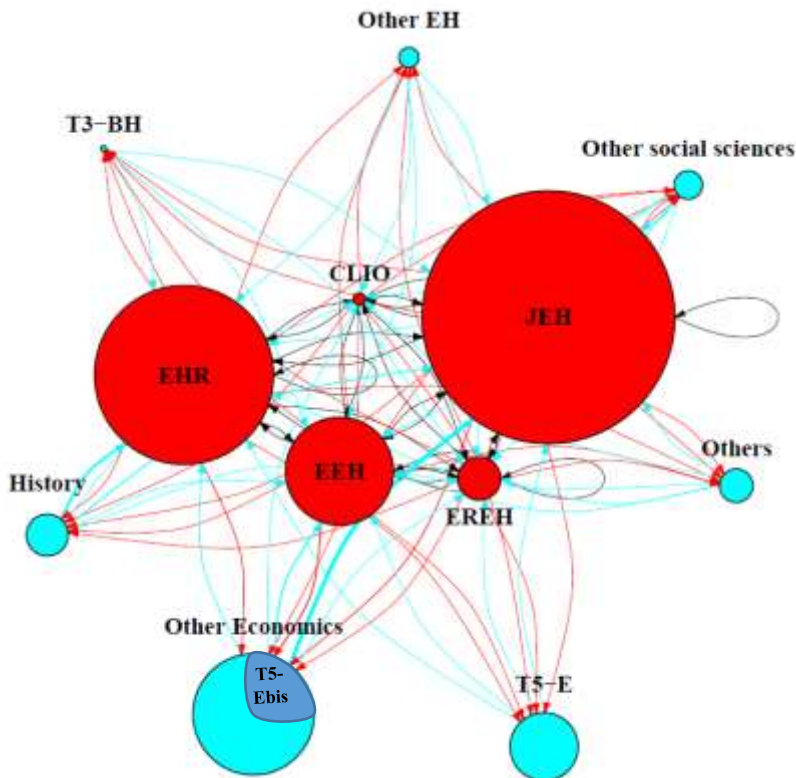 Other EH
T3−BH
Other social sciences
CLIO
JEH
EHR
EEH
Others
History
EREH
Other Economics
T5-
Ebis
T5−E